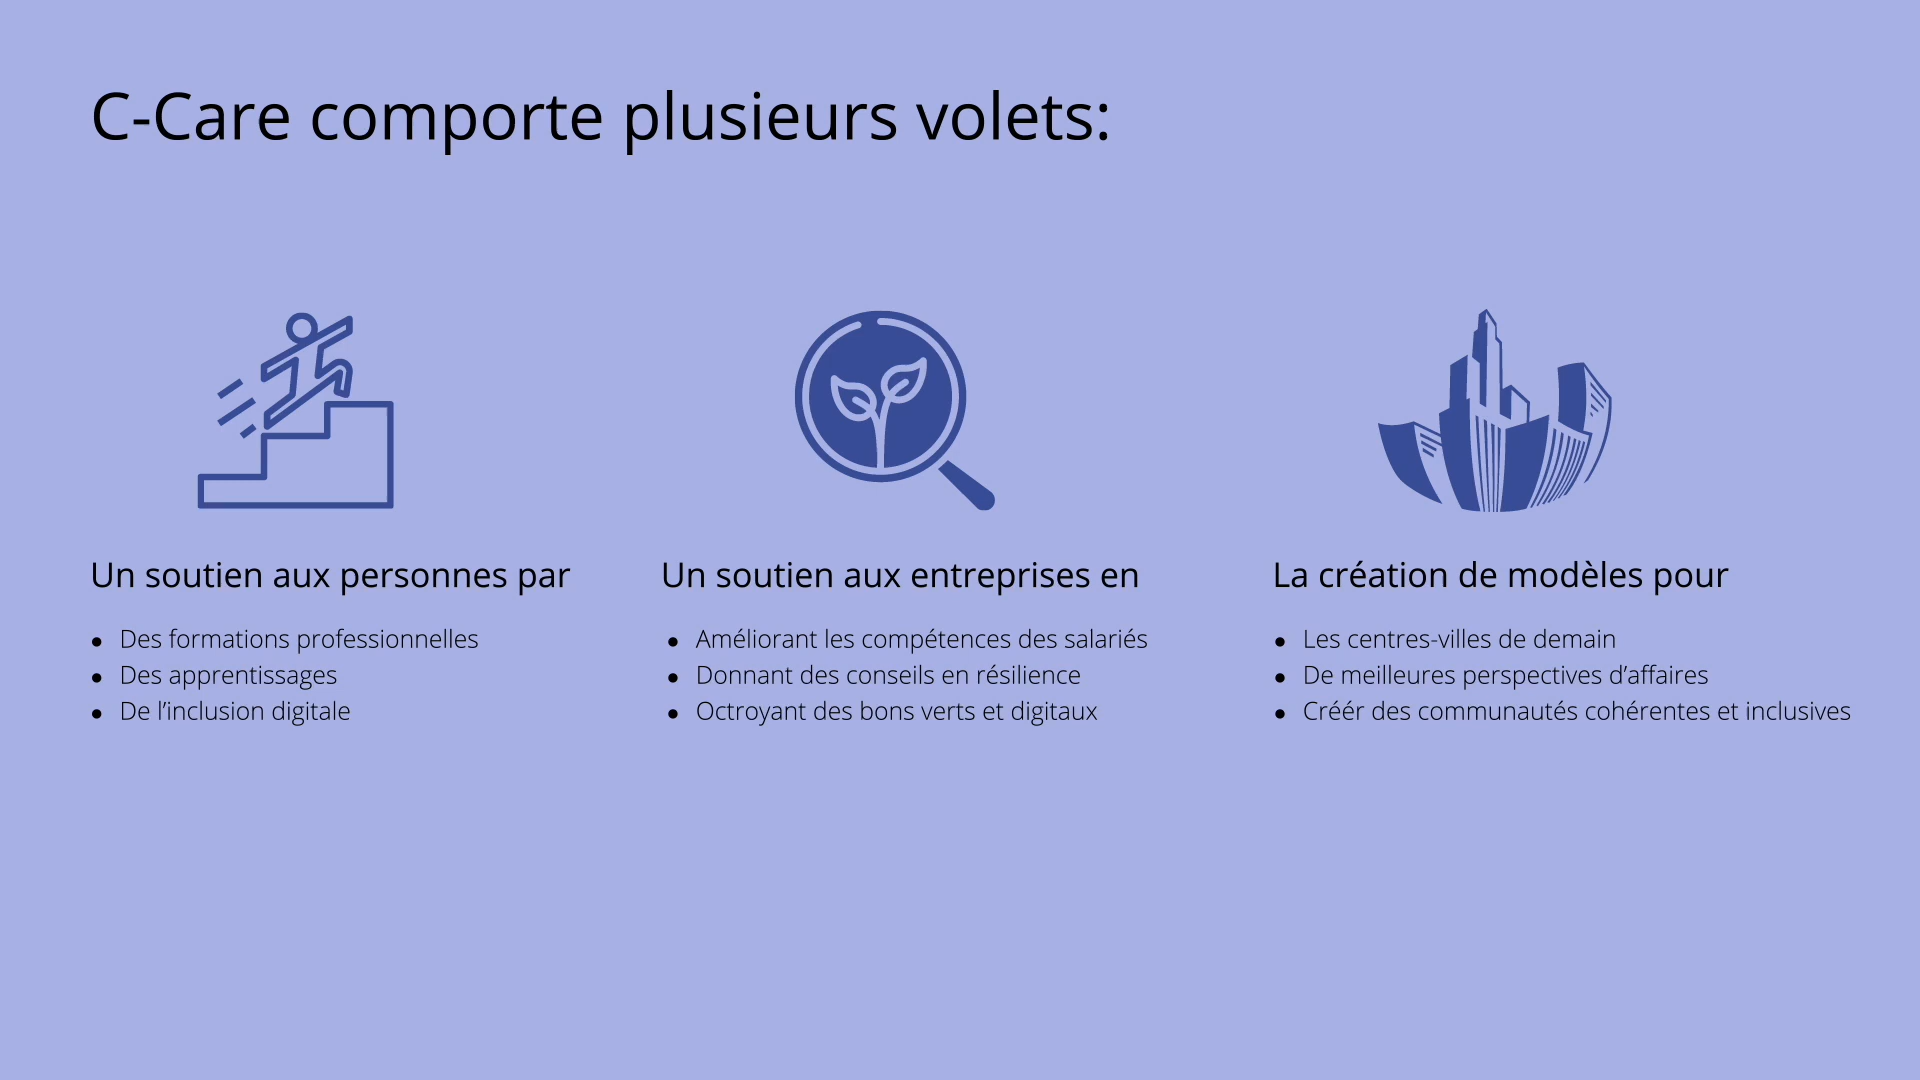 C-Care comporte plusieurs volets:
Un soutien aux personnes par
● Des formations professionnelles
● Des apprentissages
● De l’inclusion digitale
Un soutien aux entreprises en
● Améliorant les compétences des salariés
● Donnant des conseils en résilience
● Octroyant des bons verts et digitaux
La création de modèles pour
● Les centres-villes de demain
● De meilleures perspectives d’affaires
● Créér des communautés cohérentes et inclusives